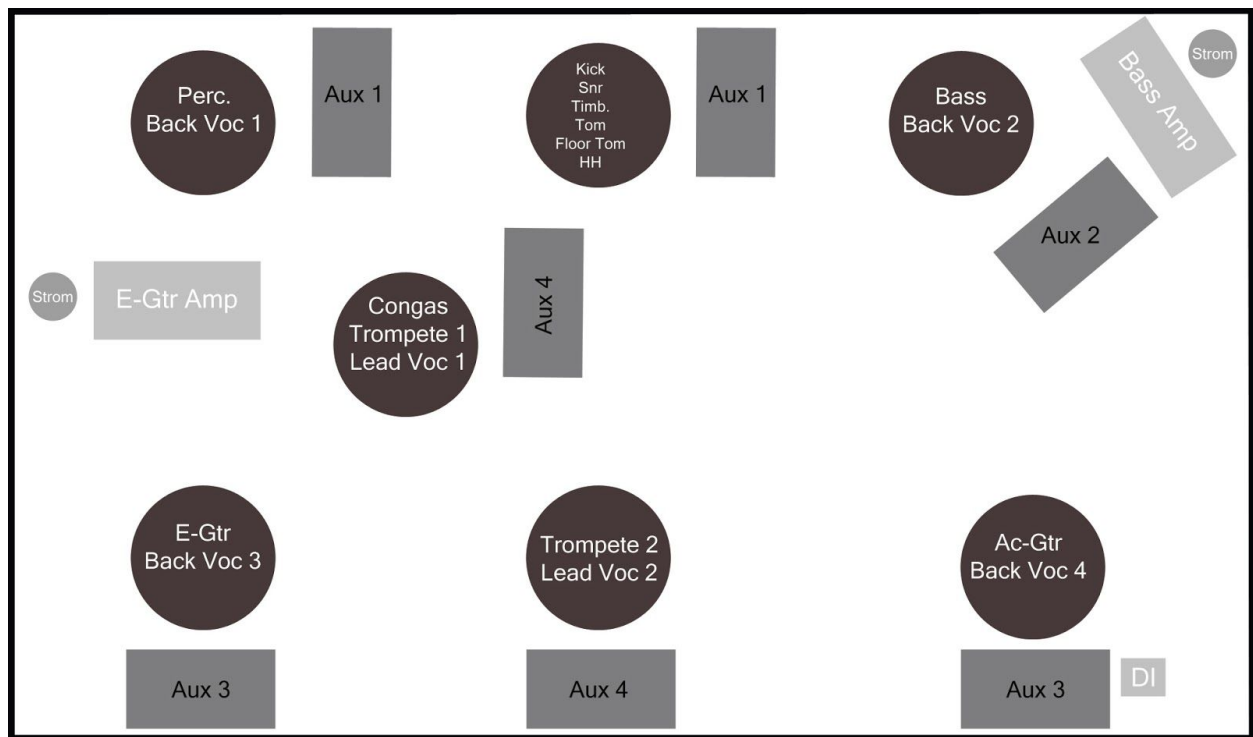 Perc.
Back Voc 1
Aux 1
Kick
Snr
Timb.
Tom
Floor Tom
HH
Aux 1
Bass
Back Voc 2
Bass Amp
Strom
Aux 2
Strom
E-Gtr Amp
Congas
Trompete 1
Lead Voc 1
Aux 4
E-Gtr
Back Voc 3
Trompete 2
Lead Voc 2
Ac-Gtr
Back Voc 4
Aux 3
Aux 4
Aux 3
DI